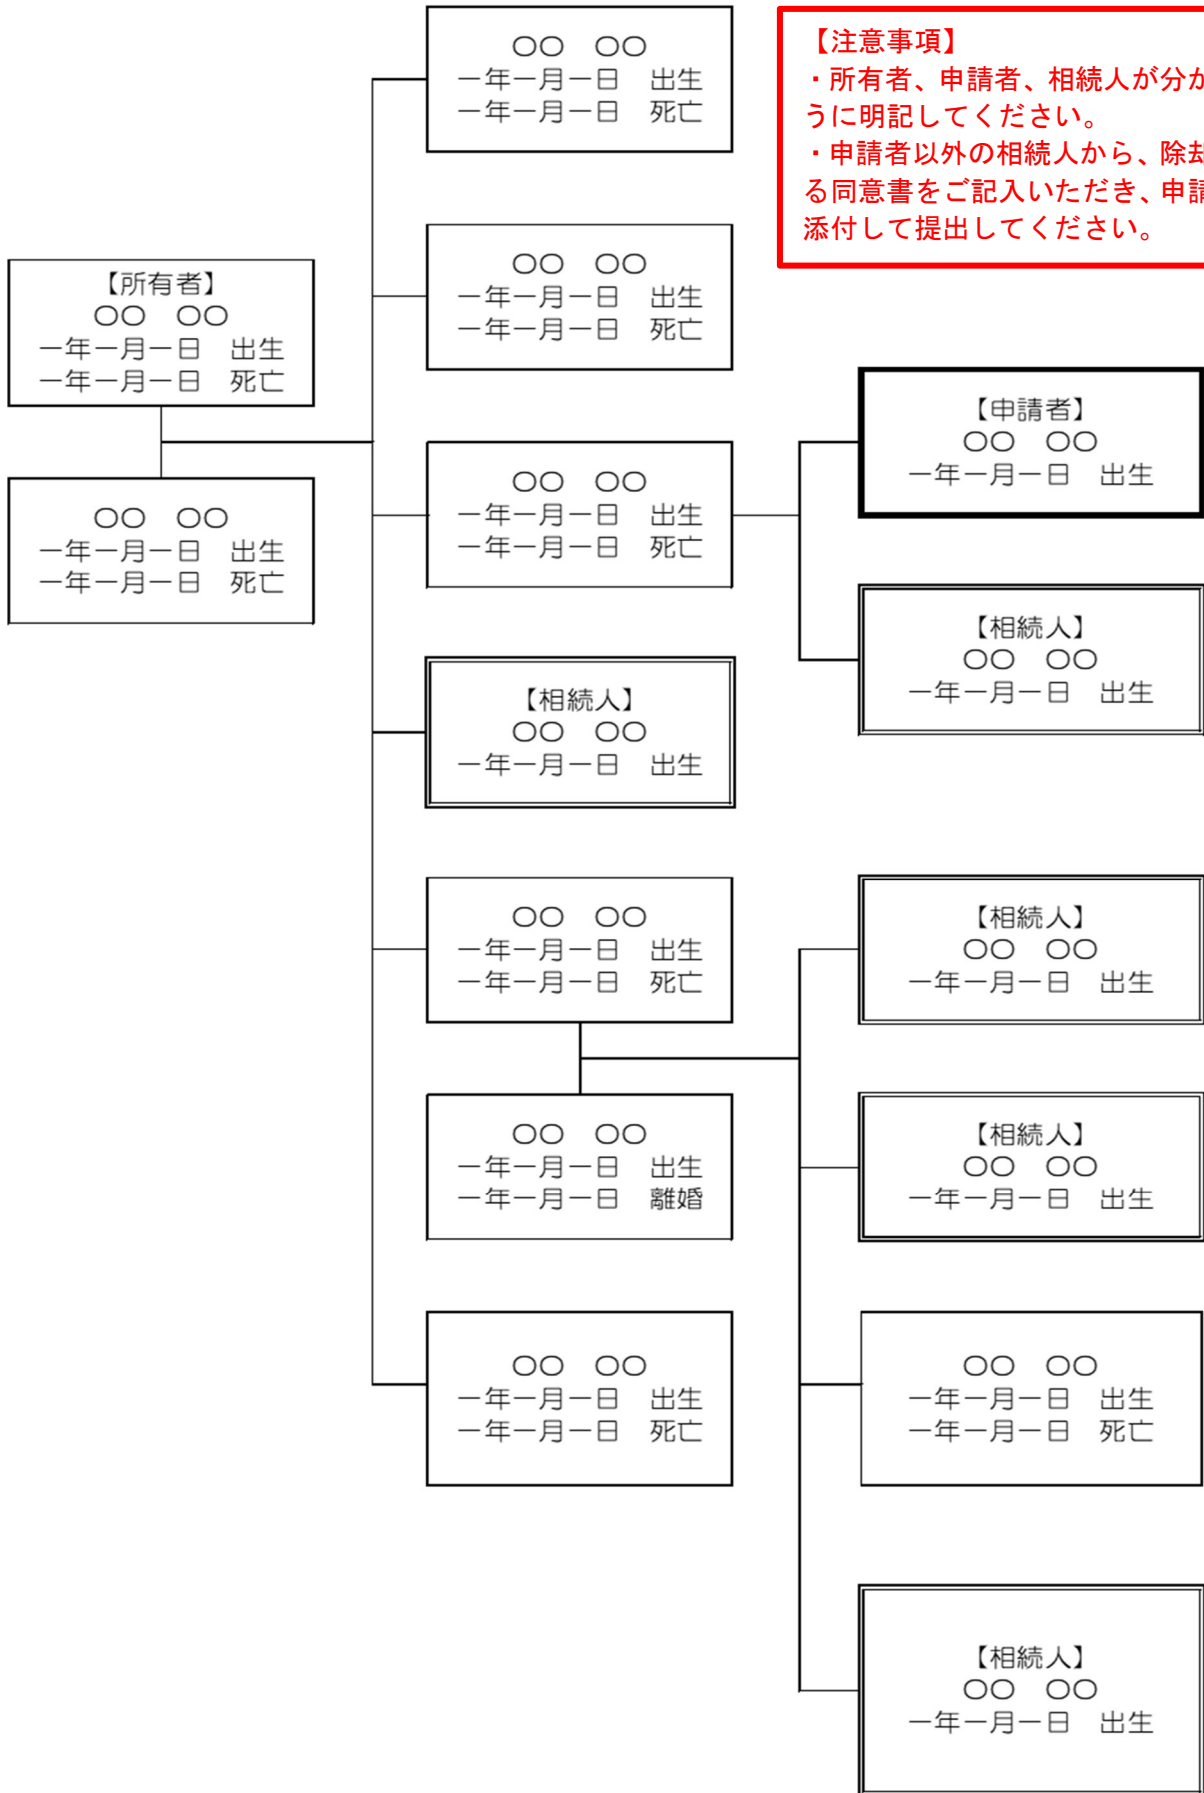 【注意事項】
・所有者、申請者、相続人が分か
うに明記してください。
・申請者以外の相続人から、除却
る同意書をご記入いただき、申請
添付して提出してください。
【所有者】
〇〇　〇〇
一年一月一日　出生
一年一月一日　死亡
〇〇　〇〇
一年一月一日　出生
一年一月一日　死亡
〇〇　〇〇
一年一月一日　出生
一年一月一日　死亡
〇〇　〇〇
一年一月一日　出生
一年一月一日　死亡
〇〇　〇〇
一年一月一日　出生
一年一月一日　死亡
【相続人】
〇〇　〇〇
一年一月一日　出生
〇〇　〇〇
一年一月一日　出生
一年一月一日　死亡
〇〇　〇〇
一年一月一日　出生
一年一月一日　離婚
〇〇　〇〇
一年一月一日　出生
一年一月一日　死亡
【申請者】
〇〇　〇〇
一年一月一日　出生
【相続人】
〇〇　〇〇
一年一月一日　出生
【相続人】
〇〇　〇〇
一年一月一日　出生
【相続人】
〇〇　〇〇
一年一月一日　出生
〇〇　〇〇
一年一月一日　出生
一年一月一日　死亡
【相続人】
〇〇　〇〇
一年一月一日　出生